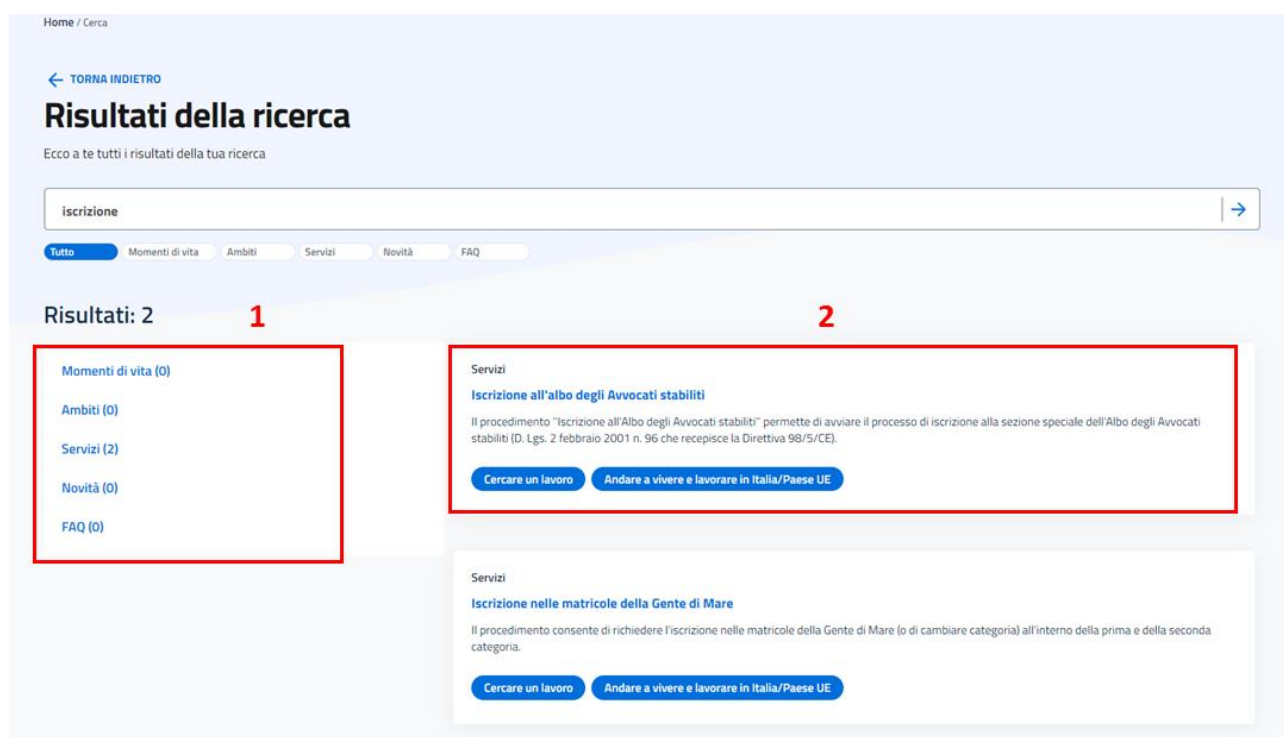 Home / Cerca
TORNA INDIETRO
Risultati della ricerca
Ecco a te tutti i risultati della tua ricerca
iscrizione
Tutto Momenti di vita Ambiti Servizi Novità FAQ
Risultati: 2
1
2
Momenti di vita (0)
Ambiti (0)
Servizi (2)
Novità (0)
FAQ (0)
Servizi
Iscrizione all'albo degli Avvocati stabiliti
Il procedimento "Iscrizione all'Albo degli Avvocati stabiliti" permette di avviare il processo di iscrizione alla sezione speciale dell'Albo degli Avvocati
stabiliti (D. Lgs. 2 febbraio 2001 n. 96 che recepisce la Direttiva 98/5/CE).
Cercare un lavoro Andare a vivere e lavorare in Italia/Paese UE
Servizi
Iscrizione nelle matricole della Gente di Mare
Il procedimento consente di richiedere l'iscrizione nelle matricole della Gente di Mare (o di cambiare categoria) all'interno della prima e della seconda
categoria.
Cercare un lavoro Andare a vivere e lavorare in Italia/Paese UE